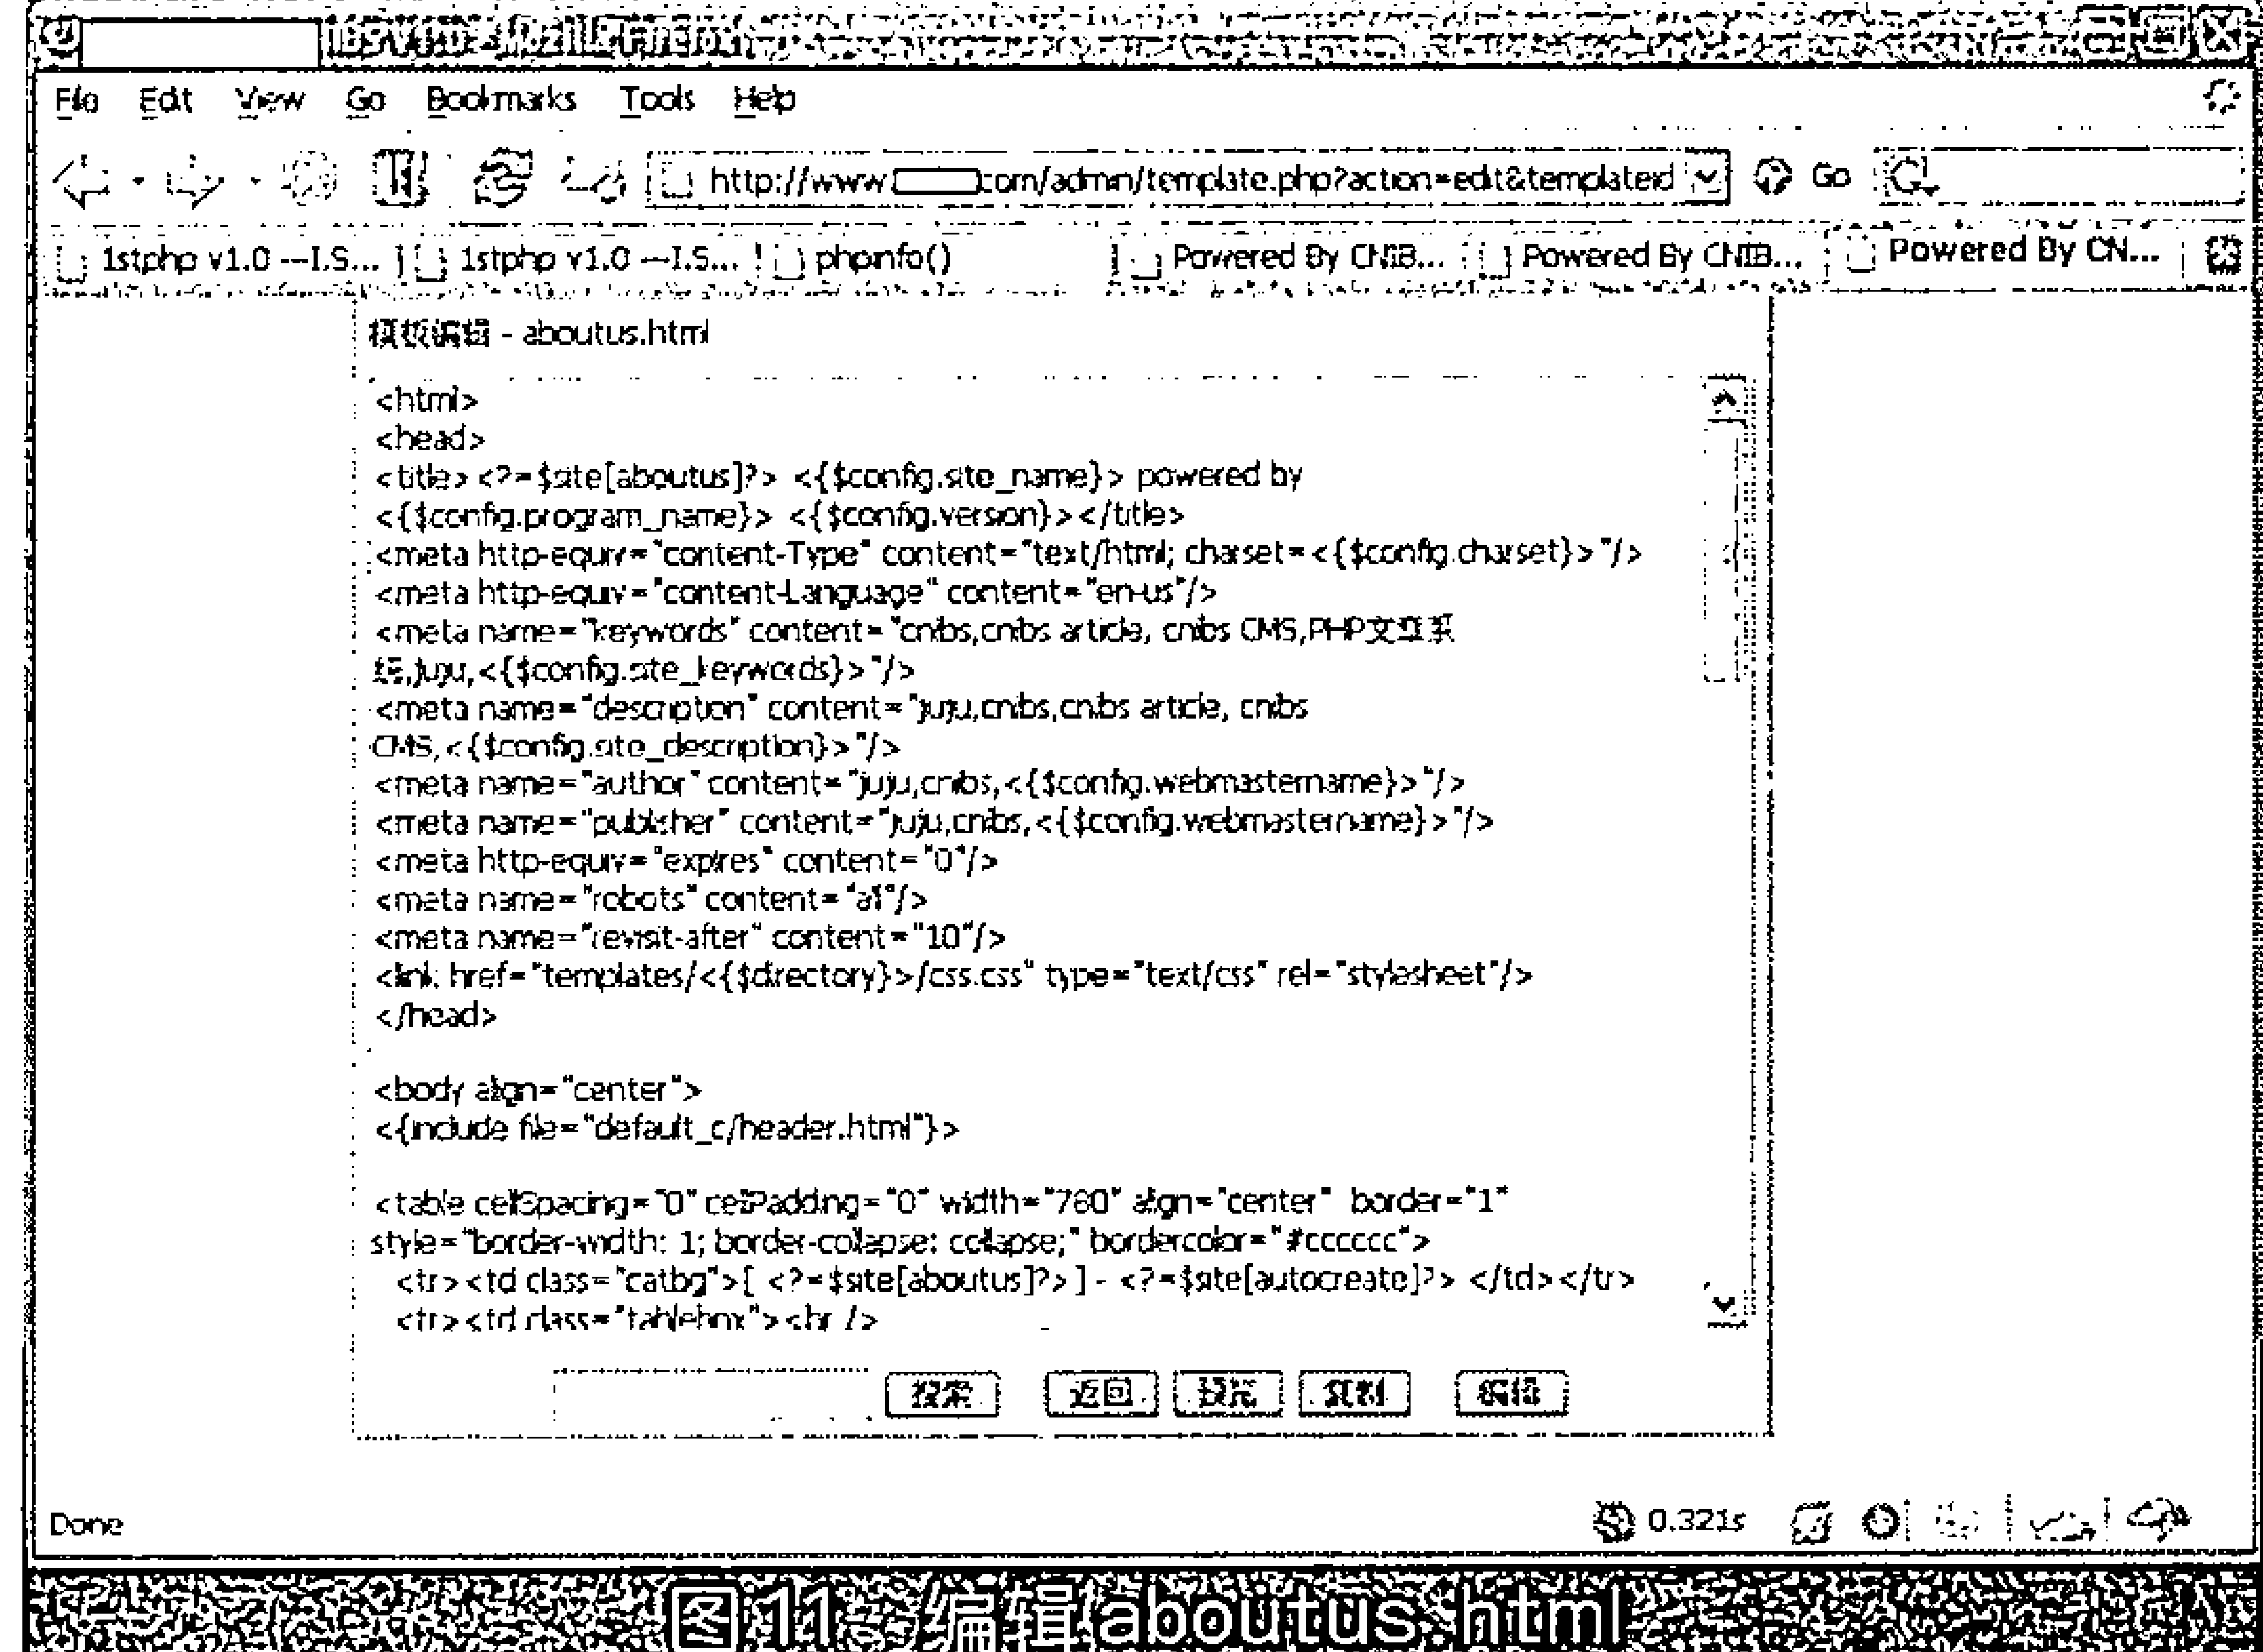 File Edit View Go Bookmarks Tools Help
http://www. com/admin/template.php?action=edit&templateid Go
1stphp v1.0 ---I.S... 1stphp v1.0 ---I.S... phpinfo() Powered By CNIB... Powered By CNIB... Powered By CN...
模板编辑 - aboutus.html
<html>
<head>
<title><?=$site[aboutus]?> <{$config.site_name}> powered by
<{$config.program_name}> <{$config.version}></title>
<meta http-equiv="content-Type" content="text/html; charset=<{$config.charset}>"/>
<meta http-equiv="content-Language" content="en-us"/>
<meta name="keywords" content="cnibs,cnibs article, cnibs CMS,PHP文章系
统,juju,<{$config.site_keywords}>"/>
<meta name="description" content="juju,cnibs,cnibs article, cnibs
CMS,<{$config.site_description}>"/>
<meta name="author" content="juju,cnibs,<{$config.webmastername}>"/>
<meta name="publisher" content="juju,cnibs,<{$config.webmastername}>"/>
<meta http-equiv="expires" content="0"/>
<meta name="robots" content="all"/>
<meta name="revisit-after" content="10"/>
<link href="templates/<{$directory}>/css.css" type="text/css" rel="stylesheet"/>
</head>
<body align="center">
<{include file="default_c/header.html"}>
<table cellSpacing="0" cellPadding="0" width="780" align="center" border="1"
style="border-width: 1; border-collapse: collapse;" bordercolor="#cccccc">
<tr><td class="catbg">[ <?=$site[aboutus]?> ] - <?=$site[autocreate]?> </td></tr>
<tr><td class="tablebox"><br />
搜索 返回 复制 编辑
Done 0.321s
图11 编辑aboutus.html